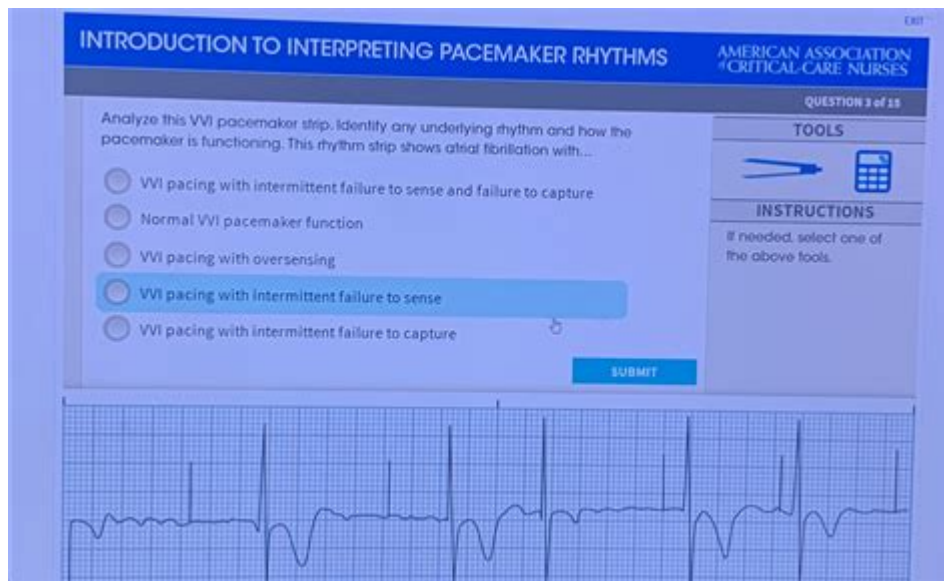 EXIT
INTRODUCTION TO INTERPRETING PACEMAKER RHYTHMS
AMERICAN ASSOCIATION
of CRITICAL-CARE NURSES
QUESTION 3 of 15
Analyze this VVI pacemaker strip. Identify any underlying rhythm and how the
pacemaker is functioning. This rhythm strip shows atrial fibrillation with...
VVI pacing with intermittent failure to sense and failure to capture
Normal VVI pacemaker function
VVI pacing with oversensing
VVI pacing with intermittent failure to sense
VVI pacing with intermittent failure to capture
SUBMIT
TOOLS
INSTRUCTIONS
If needed, select one of
the above tools.